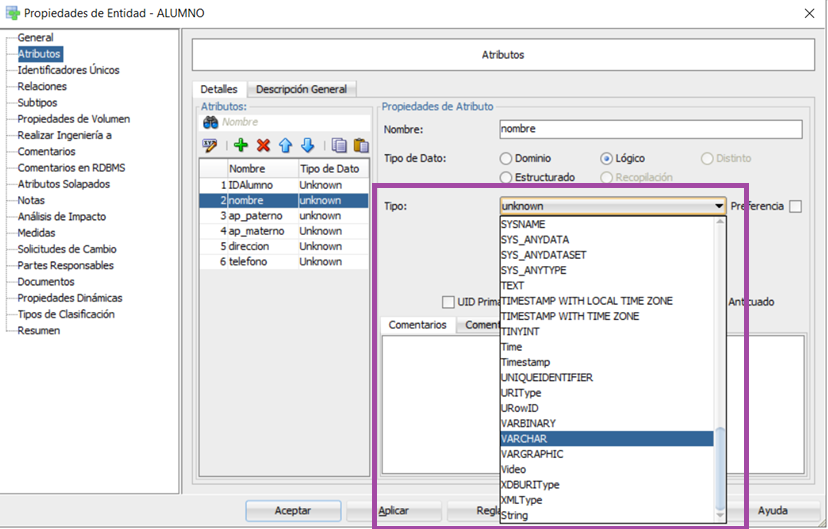 Propiedades de Entidad - ALUMNO
General
Atributos
Identificadores Únicos
Relaciones
Subtipos
Propiedades de Volumen
Realizar Ingeniería a
Comentarios
Comentarios en RDBMS
Atributos Solapados
Notas
Análisis de Impacto
Medidas
Solicitudes de Cambio
Partes Responsables
Documentos
Propiedades Dinámicas
Tipos de Clasificación
Resumen
Atributos
Detalles Descripción General
Atributos:
Nombre
Nombre Tipo de Dato
1 IDAlumno Unknown
2 nombre unknown
3 ap_paterno Unknown
4 ap_materno Unknown
5 direccion Unknown
6 telefono Unknown
Propiedades de Atributo
Nombre: nombre
Tipo de Dato: Dominio Lógico Distinto
Estructurado Recopilación
Tipo: unknown Preferencia
SYSNAME
SYS_ANYDATA
SYS_ANYDATASET
SYS_ANYTYPE
TEXT
TIMESTAMP WITH LOCAL TIME ZONE
TIMESTAMP WITH TIME ZONE
TINYINT
Time
Timestamp
UNIQUEIDENTIFIER
URIType
URowID
VARBINARY
VARCHAR
VARGRAPHIC
Video
XDBURIType
XMLType
String
UID Prima Anticuado
Comentarios Coment
Aceptar Aplicar Regla Ayuda